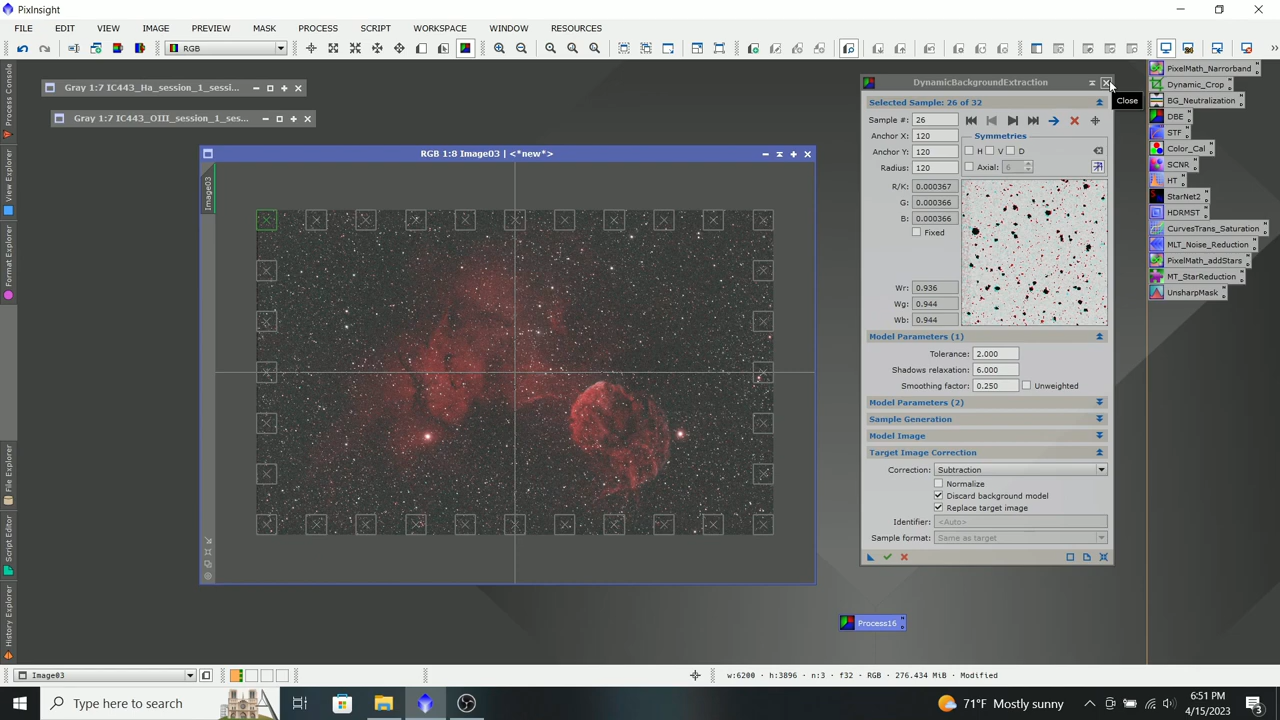 PixInsight
FILE EDIT VIEW IMAGE PREVIEW MASK PROCESS SCRIPT WORKSPACE WINDOW RESOURCES
RGB
Process Console
View Explorer
Format Explorer
File Explorer
Script Editor
History Explorer
Gray 1:7 IC443_Ha_session_1_sessi...
Gray 1:7 IC443_OIII_session_1_ses...
RGB 1:8 Image03 | <*new*>
Image03
DynamicBackgroundExtraction
Close
Selected Sample: 26 of 32
Sample #: 26
Anchor X: 120
Anchor Y: 120
Radius: 120
Symmetries
H V D
Axial: 6
R/K: 0.000367
G: 0.000366
B: 0.000366
Fixed
Wr: 0.936
Wg: 0.944
Wb: 0.944
Model Parameters (1)
Tolerance: 2.000
Shadows relaxation: 6.000
Smoothing factor: 0.250 Unweighted
Model Parameters (2)
Sample Generation
Model Image
Target Image Correction
Correction: Subtraction
Normalize
Discard background model
Replace target image
Identifier: <Auto>
Sample format: Same as target
Process16
PixelMath_Narrorband
Dynamic_Crop
BG_Neutralization
DBE
STF
Color_Cal
SCNR
HT
StarNet2
HDRMST
CurvesTrans_Saturation
MLT_Noise_Reduction
PixelMath_addStars
MT_StarReduction
UnsharpMask
Image03
w:6200 · h:3896 · n:3 · f32 · RGB · 276.434 MiB · Modified
Type here to search
71°F Mostly sunny
6:51 PM
4/15/2023
3